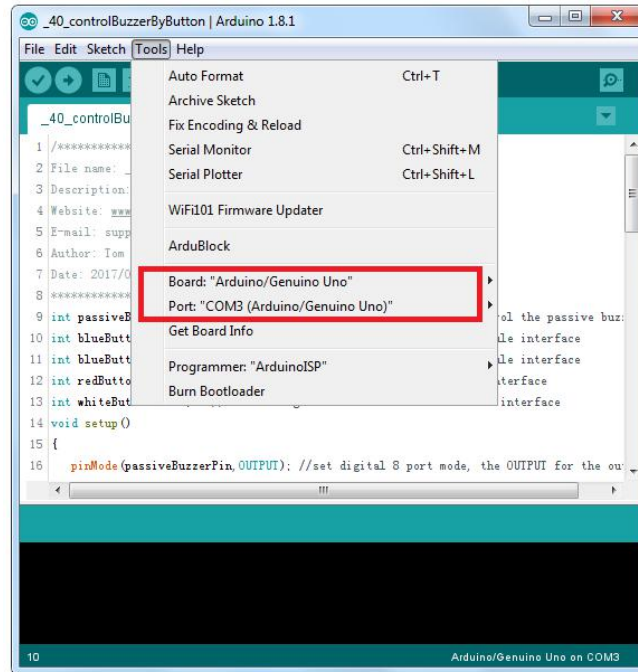 _40_controlBuzzerByButton | Arduino 1.8.1
File Edit Sketch Tools Help
Auto Format Ctrl+T
Archive Sketch
Fix Encoding & Reload
Serial Monitor Ctrl+Shift+M
Serial Plotter Ctrl+Shift+L
WiFi101 Firmware Updater
ArduBlock
Board: "Arduino/Genuino Uno"
Port: "COM3 (Arduino/Genuino Uno)"
Get Board Info
Programmer: "ArduinoISP"
Burn Bootloader
_40_controlBu
1 /***********
2 File name: _
3 Description:
4 Website: www
5 E-mail: supp
6 Author: Tom
7 Date: 2017/0
8 ************
9 int passiveB rol the passive buz
10 int blueButt le interface
11 int blueButt le interface
12 int redButto terface
13 int whiteBut interface
14 void setup()
15 {
16 pinMode(passiveBuzzerPin,OUTPUT); //set digital 8 port mode, the OUTPUT for the ou
10 Arduino/Genuino Uno on COM3